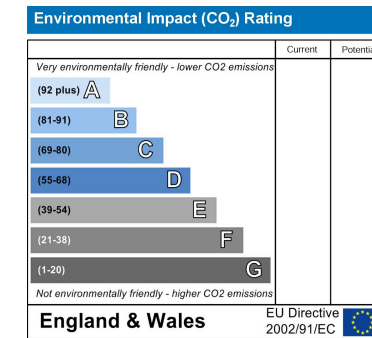 Environmental Impact (CO₂) Rating
Current Potentia
Very environmentally friendly - lower CO2 emissions
(92 plus) A
(81-91) B
(69-80) C
(55-68) D
(39-54) E
(21-38) F
(1-20) G
Not environmentally friendly - higher CO2 emissions
England & Wales
EU Directive
2002/91/EC